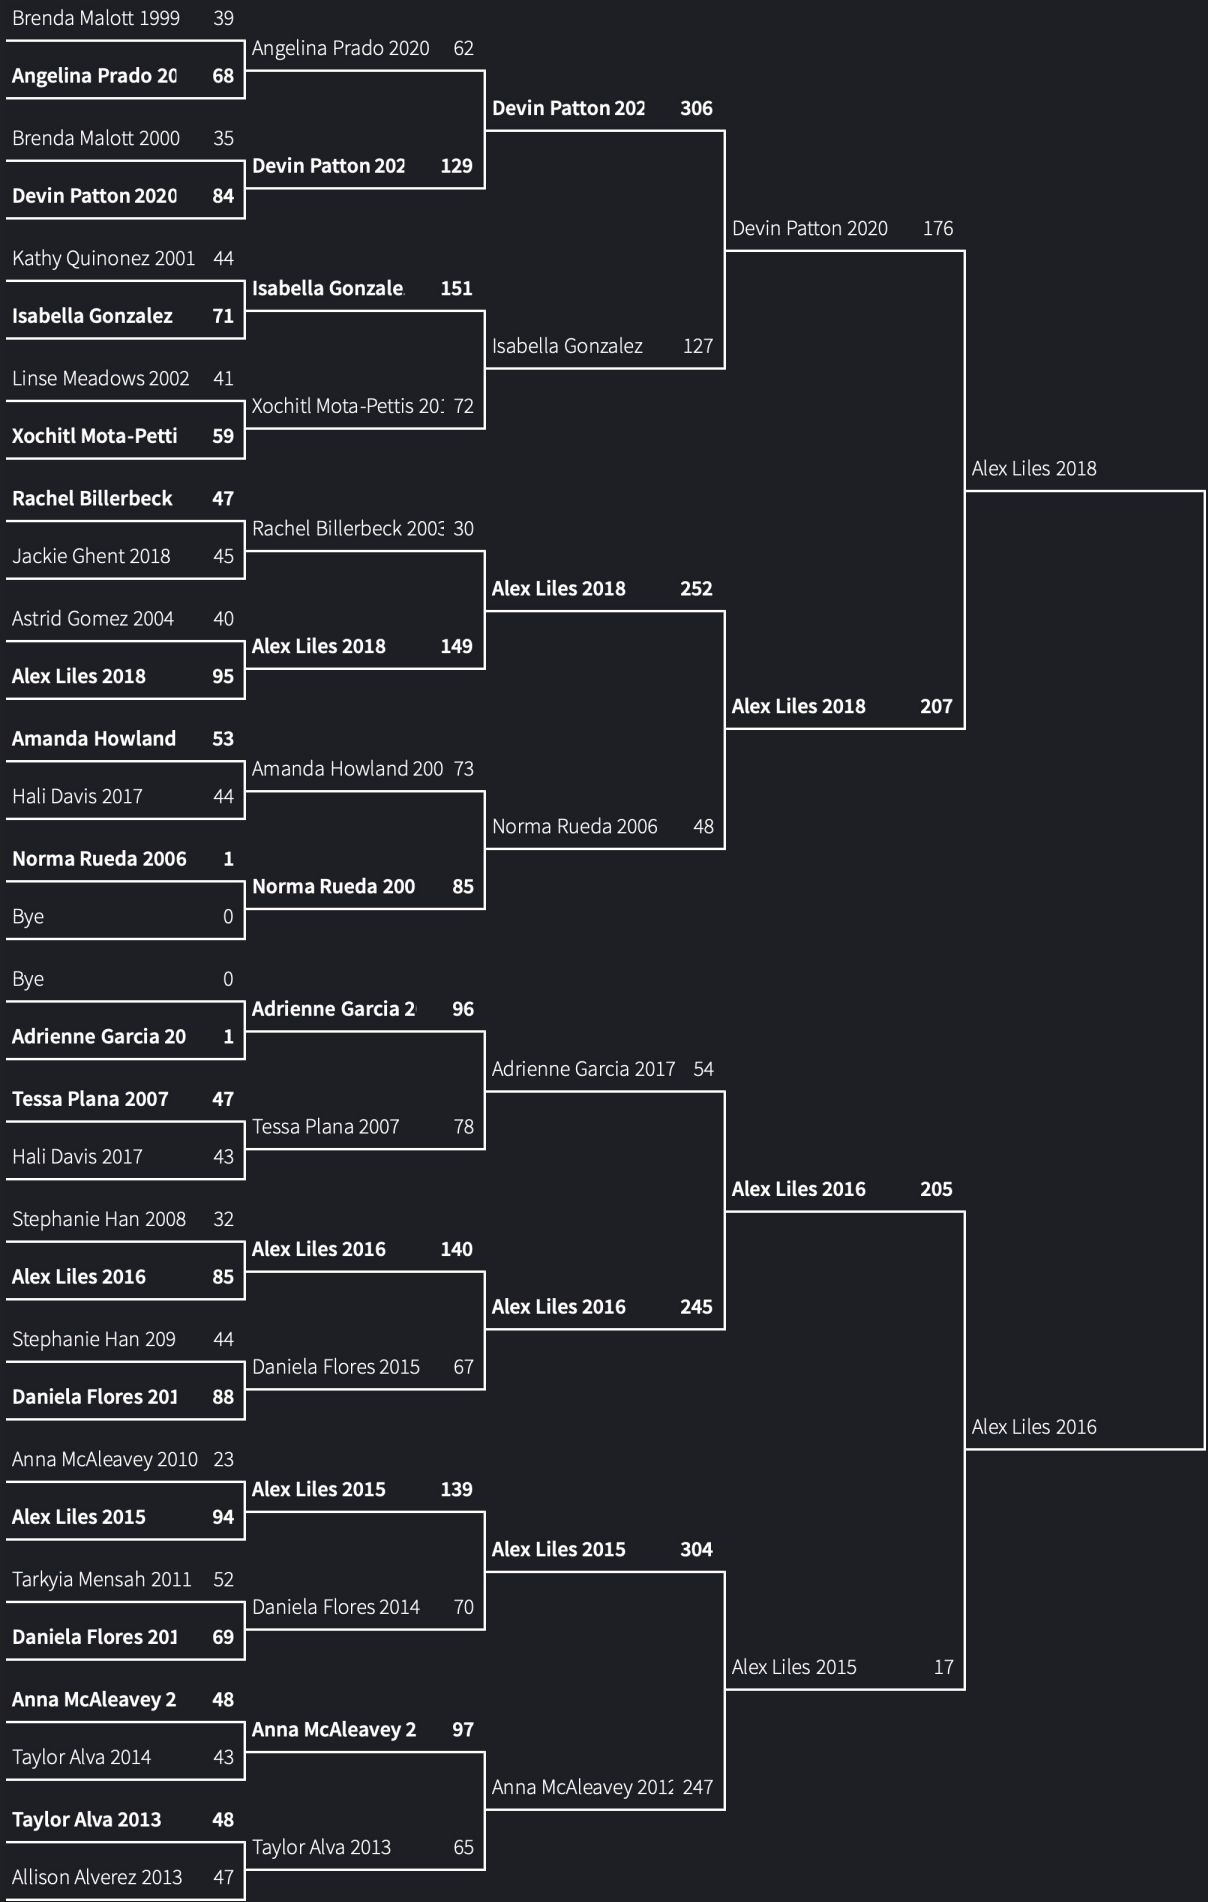 Brenda Malott 1999 39
Angelina Prado 20 68
Brenda Malott 2000 35
Devin Patton 2020 84
Kathy Quinonez 2001 44
Isabella Gonzalez 71
Linse Meadows 2002 41
Xochitl Mota-Petti 59
Rachel Billerbeck 47
Jackie Ghent 2018 45
Astrid Gomez 2004 40
Alex Liles 2018 95
Amanda Howland 53
Hali Davis 2017 44
Norma Rueda 2006 1
Bye 0
Bye 0
Adrienne Garcia 20 1
Tessa Plana 2007 47
Hali Davis 2017 43
Stephanie Han 2008 32
Alex Liles 2016 85
Stephanie Han 209 44
Daniela Flores 201 88
Anna McAleavey 2010 23
Alex Liles 2015 94
Tarkyia Mensah 2011 52
Daniela Flores 201 69
Anna McAleavey 2 48
Taylor Alva 2014 43
Taylor Alva 2013 48
Allison Alverez 2013 47
Angelina Prado 2020 62
Devin Patton 202 129
Isabella Gonzale 151
Xochitl Mota-Pettis 201 72
Rachel Billerbeck 2003 30
Alex Liles 2018 149
Amanda Howland 200 73
Norma Rueda 200 85
Adrienne Garcia 2 96
Tessa Plana 2007 78
Alex Liles 2016 140
Daniela Flores 2015 67
Alex Liles 2015 139
Daniela Flores 2014 70
Anna McAleavey 2 97
Taylor Alva 2013 65
Devin Patton 202 306
Isabella Gonzalez 127
Alex Liles 2018 252
Norma Rueda 2006 48
Adrienne Garcia 2017 54
Alex Liles 2016 245
Alex Liles 2015 304
Anna McAleavey 2012 247
Devin Patton 2020 176
Alex Liles 2018 207
Alex Liles 2016 205
Alex Liles 2015 17
Alex Liles 2018
Alex Liles 2016